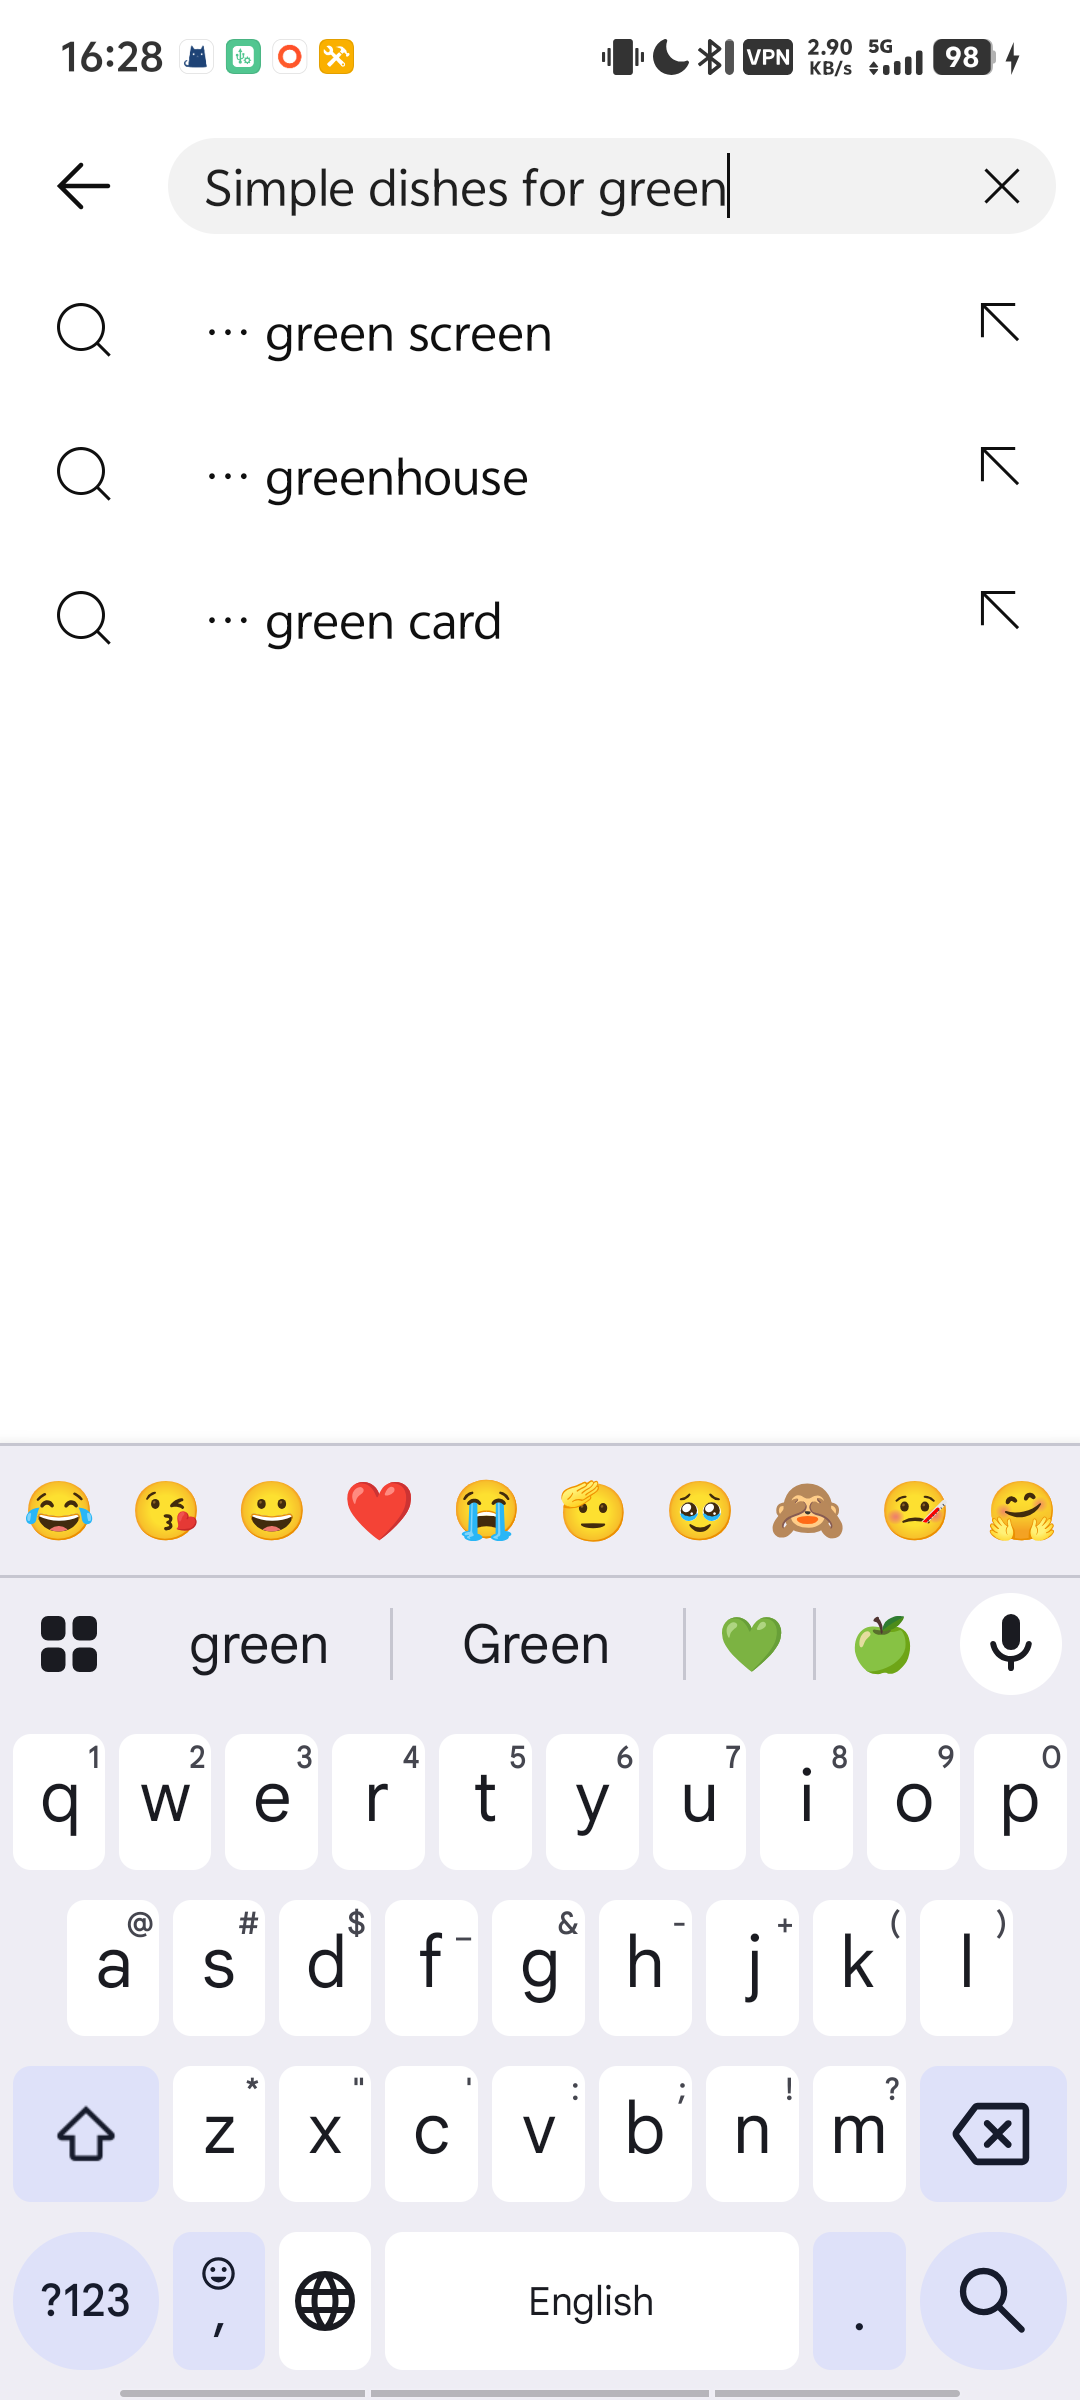 16:28
VPN
2.90
KB/s
5G
98
Simple dishes for green
··· green screen
··· greenhouse
··· green card
green
Green
q 1 w 2 e 3 r 4 t 5 y 6 u 7 i 8 o 9 p 0
a @ s # d $ f _ g & h - j + k ( l )
z * x " c ' v : b ; n ! m ?
?123 , English .